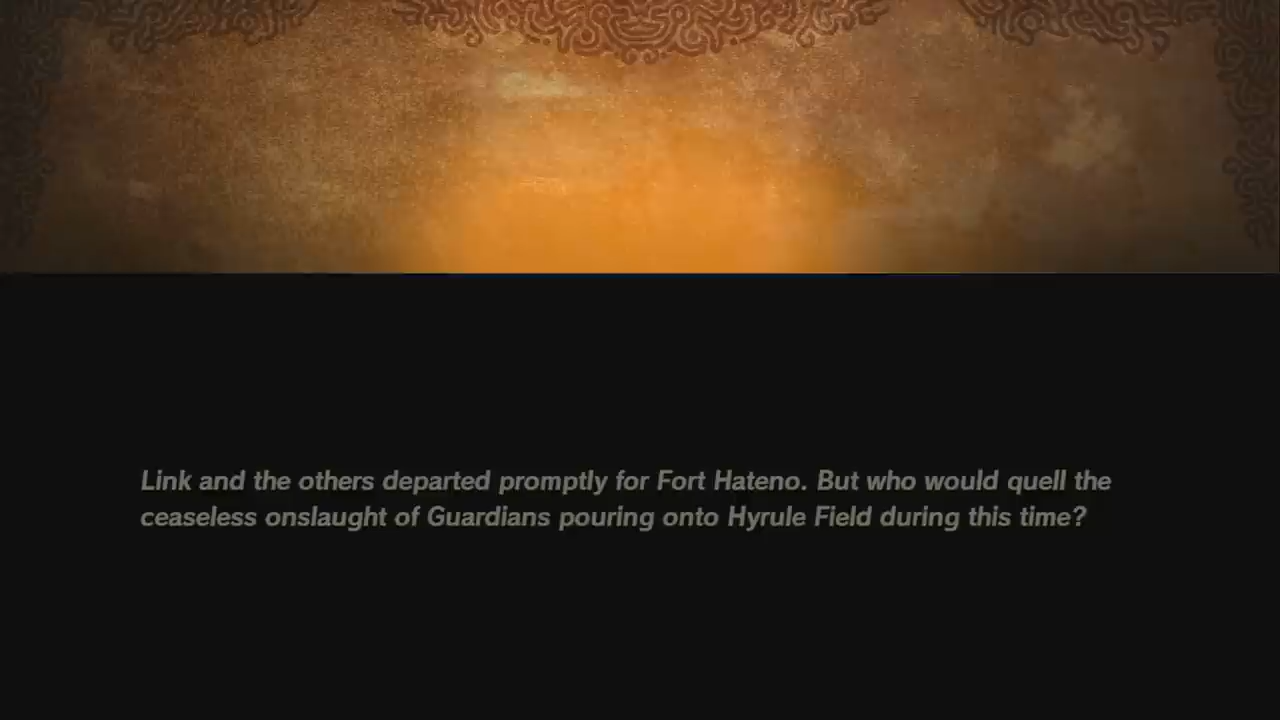 Link and the others departed promptly for Fort Hateno. But who would quell the
ceaseless onslaught of Guardians pouring onto Hyrule Field during this time?